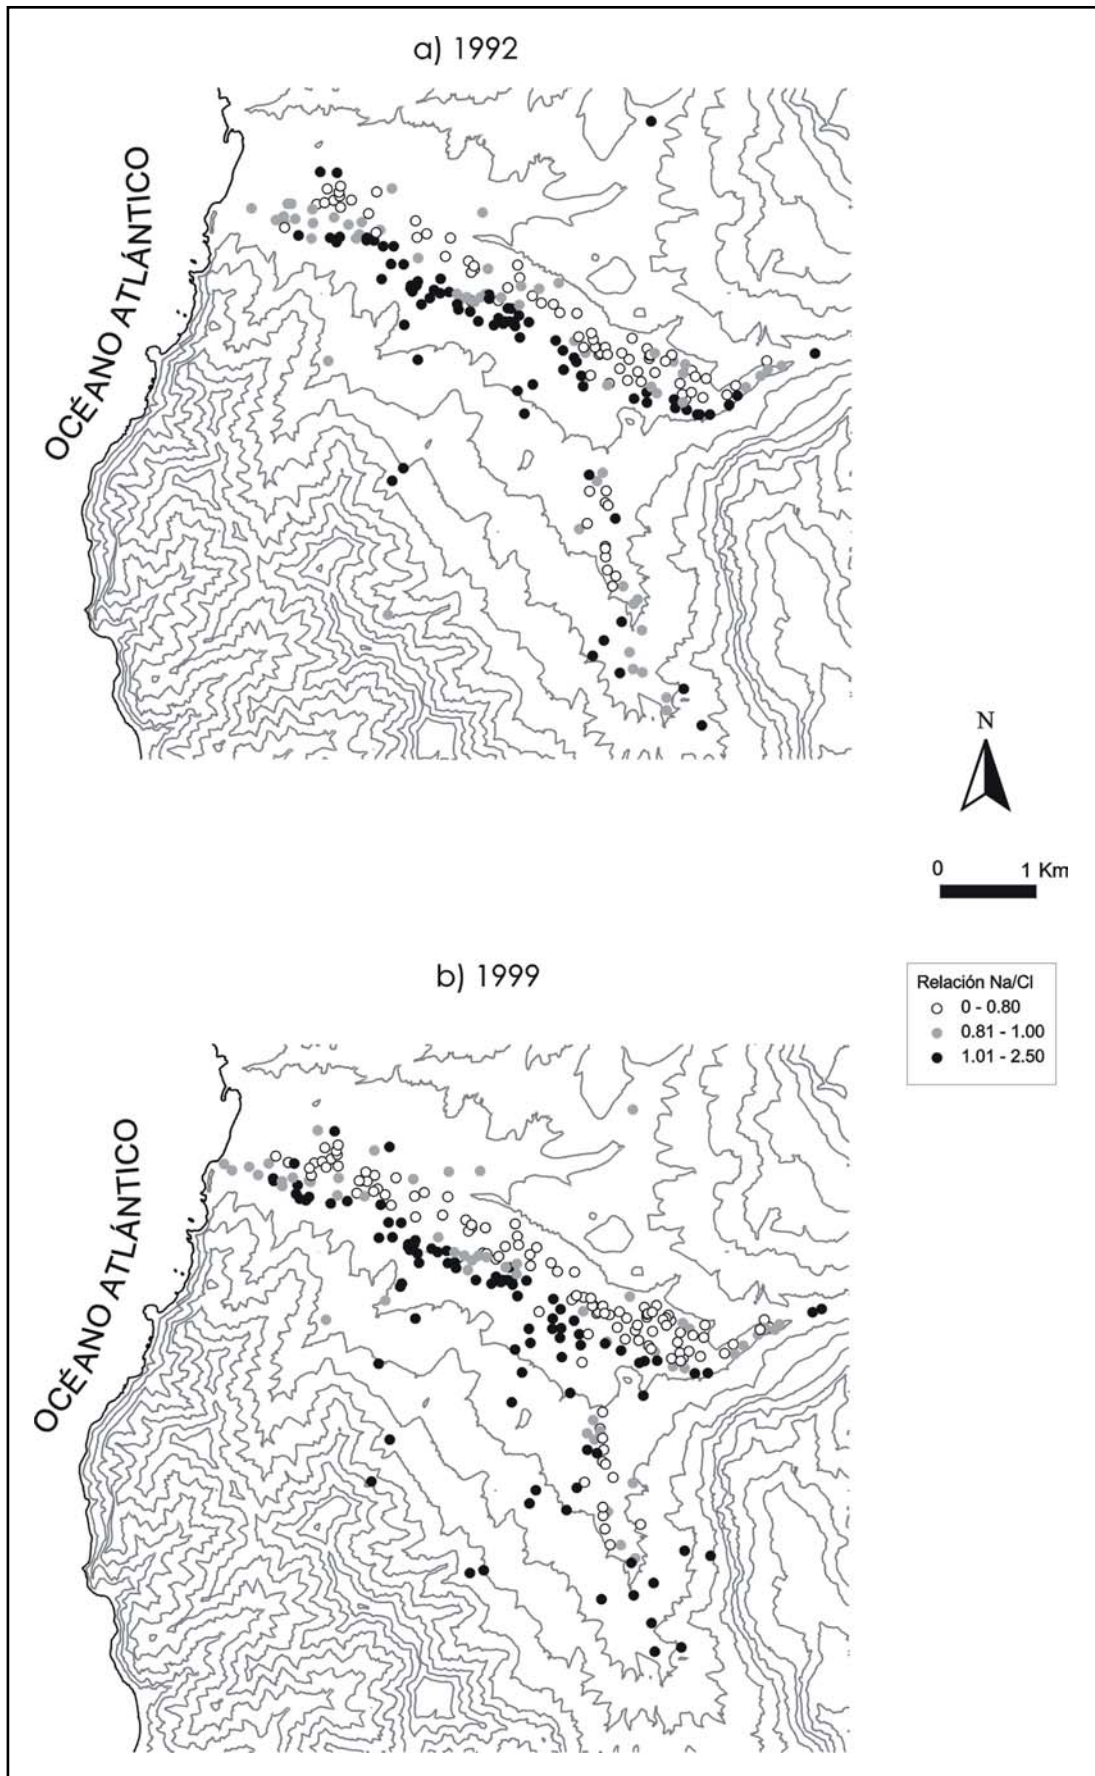 a) 1992
OCÉANO ATLÁNTICO
N
0 1 Km
b) 1999
Relación Na/Cl
0 - 0.80
0.81 - 1.00
1.01 - 2.50
OCÉANO ATLÁNTICO